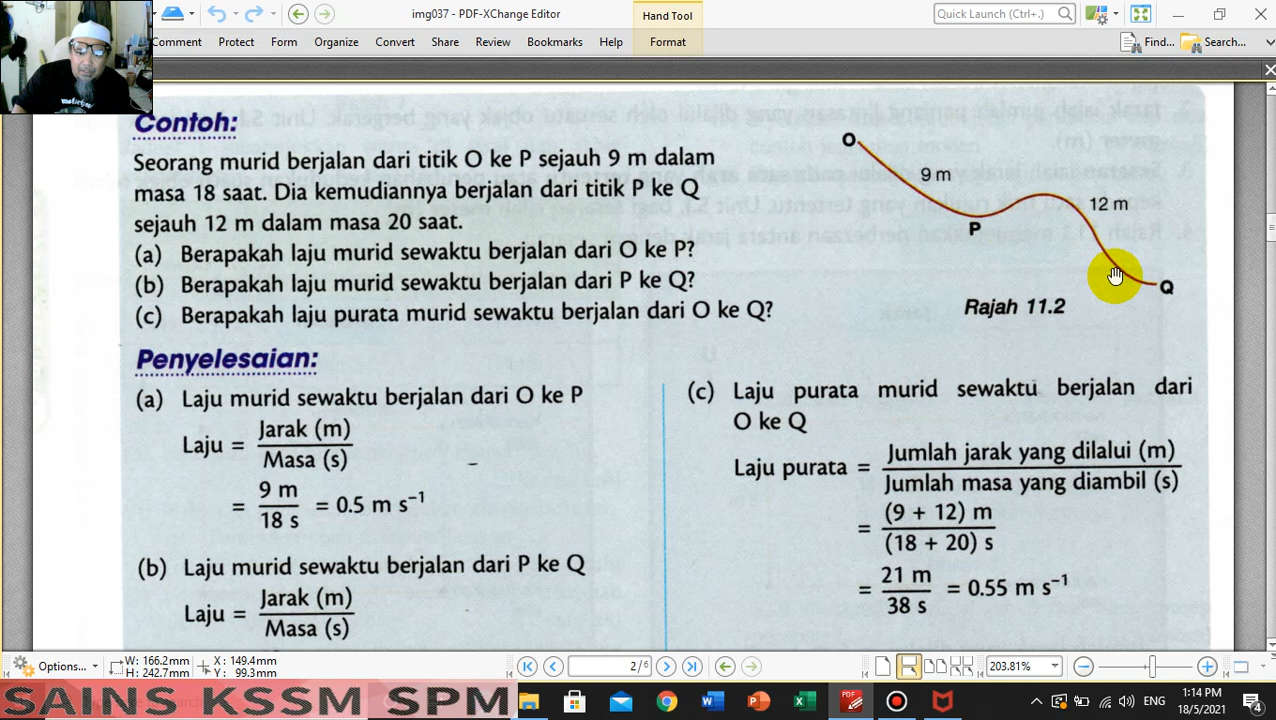 img037 - PDF-XChange Editor
Hand Tool
Quick Launch (Ctrl+.)
Comment Protect Form Organize Convert Share Review Bookmarks Help Format
Find... Search...
Contoh:
Seorang murid berjalan dari titik O ke P sejauh 9 m dalam
masa 18 saat. Dia kemudiannya berjalan dari titik P ke Q
sejauh 12 m dalam masa 20 saat.
(a) Berapakah laju murid sewaktu berjalan dari O ke P?
(b) Berapakah laju murid sewaktu berjalan dari P ke Q?
(c) Berapakah laju purata murid sewaktu berjalan dari O ke Q?
O
9 m
P
12 m
Q
Rajah 11.2
Penyelesaian:
(a) Laju murid sewaktu berjalan dari O ke P
Laju = Jarak (m)
Masa (s)
= 9 m
18 s
= 0.5 m s⁻¹
(b) Laju murid sewaktu berjalan dari P ke Q
Laju = Jarak (m)
Masa (s)
(c) Laju purata murid sewaktu berjalan dari
O ke Q
Laju purata = Jumlah jarak yang dilalui (m)
Jumlah masa yang diambil (s)
= (9 + 12) m
(18 + 20) s
= 21 m
38 s
= 0.55 m s⁻¹
Options...
W: 166.2mm
H: 242.7mm
X: 149.4mm
Y: 99.3mm
2/6
203.81%
SAINS KSSM SPM
ENG
1:14 PM
18/5/2021